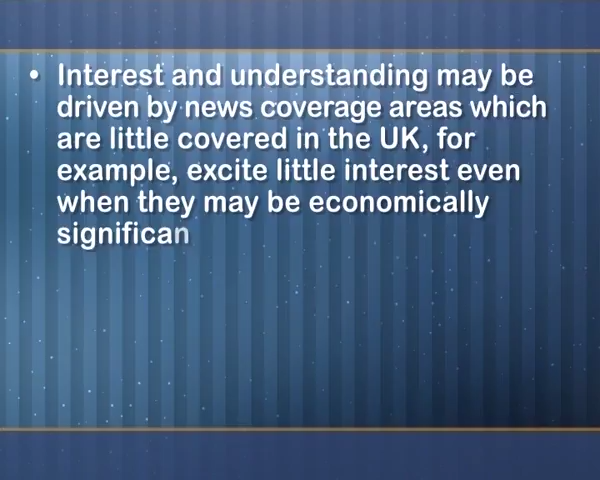 • Interest and understanding may be
driven by news coverage areas which
are little covered in the UK, for
example, excite little interest even
when they may be economically
significan